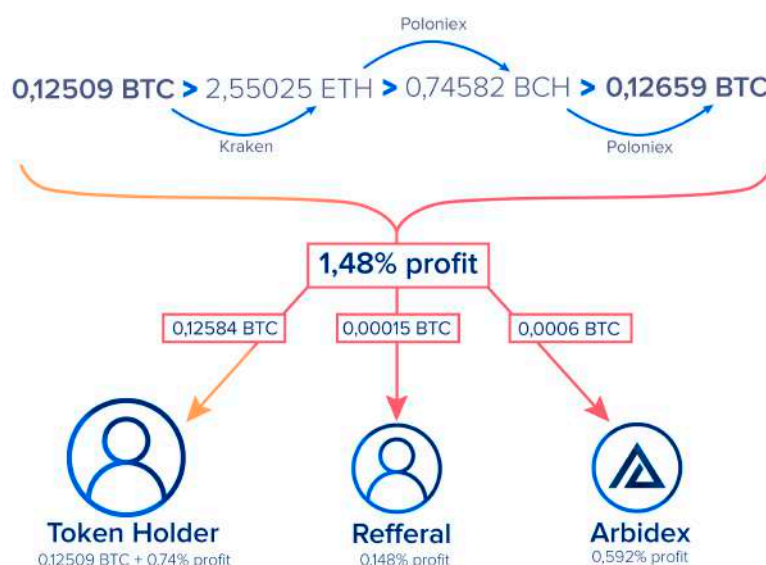 Poloniex
0,12509 BTC > 2,55025 ETH > 0,74582 BCH > 0,12659 BTC
Kraken
Poloniex
1,48% profit
0,12584 BTC
0,00015 BTC
0,0006 BTC
Token Holder
0,12509 BTC + 0,74% profit
Refferal
0,148% profit
Arbidex
0,592% profit